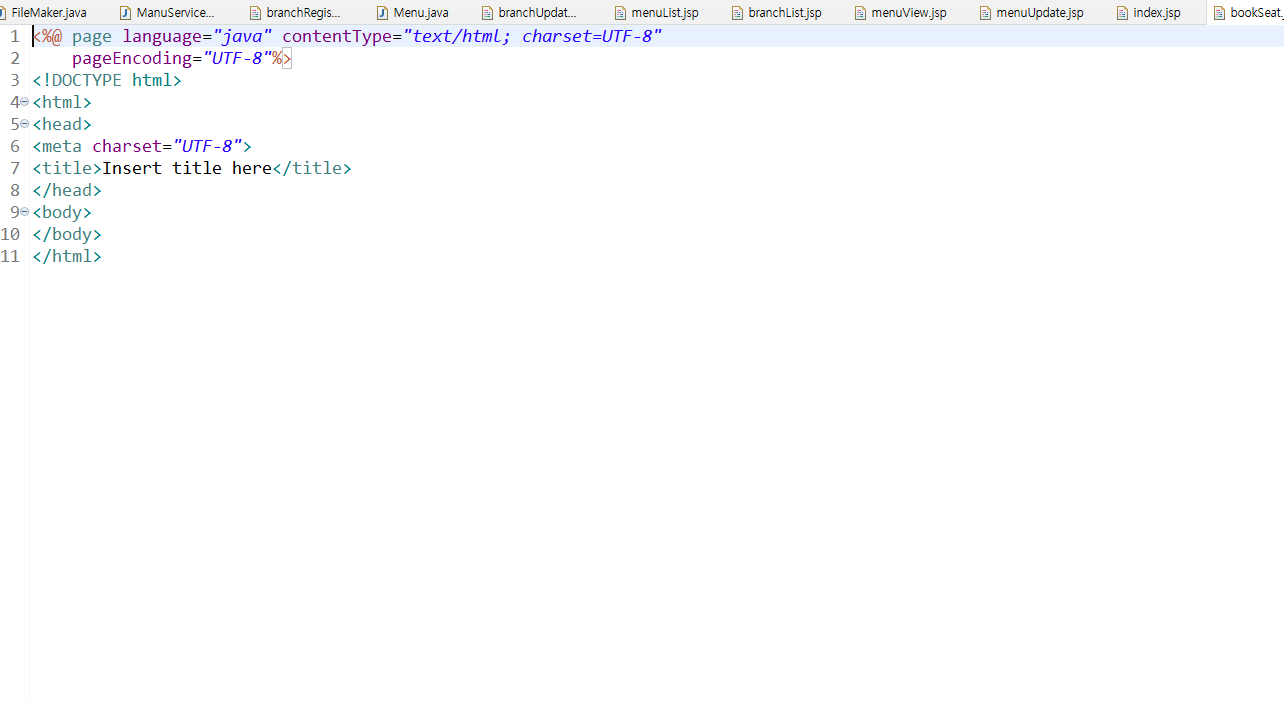 FileMaker.java ManuService... branchRegis... Menu.java branchUpdat... menuList.jsp branchList.jsp menuView.jsp menuUpdate.jsp index.jsp bookSeat.
1 <%@ page language="java" contentType="text/html; charset=UTF-8"
2 pageEncoding="UTF-8"%>
3 <!DOCTYPE html>
4 <html>
5 <head>
6 <meta charset="UTF-8">
7 <title>Insert title here</title>
8 </head>
9 <body>
10 </body>
11 </html>